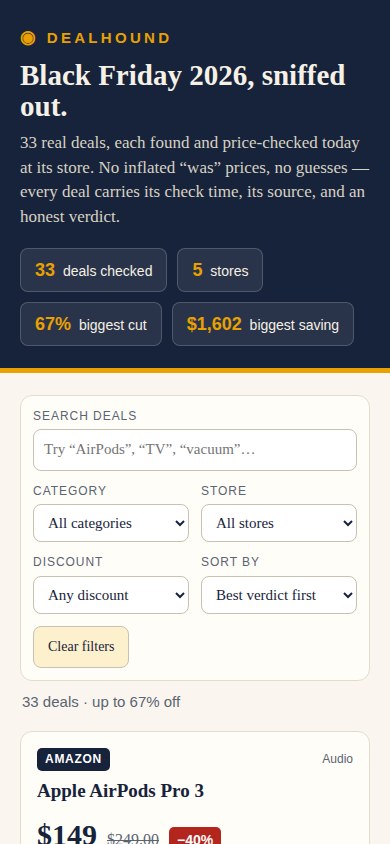 ◉ DEALHOUND
Black Friday 2026, sniffed
out.
33 real deals, each found and price-checked today
at its store. No inflated “was” prices, no guesses —
every deal carries its check time, its source, and an
honest verdict.
33 deals checked
5 stores
67% biggest cut
$1,602 biggest saving
SEARCH DEALS
Try “AirPods”, “TV”, “vacuum”…
CATEGORY STORE
All categories All stores
DISCOUNT SORT BY
Any discount Best verdict first
Clear filters
33 deals · up to 67% off
AMAZON Audio
Apple AirPods Pro 3
$149 $249.00 −40%